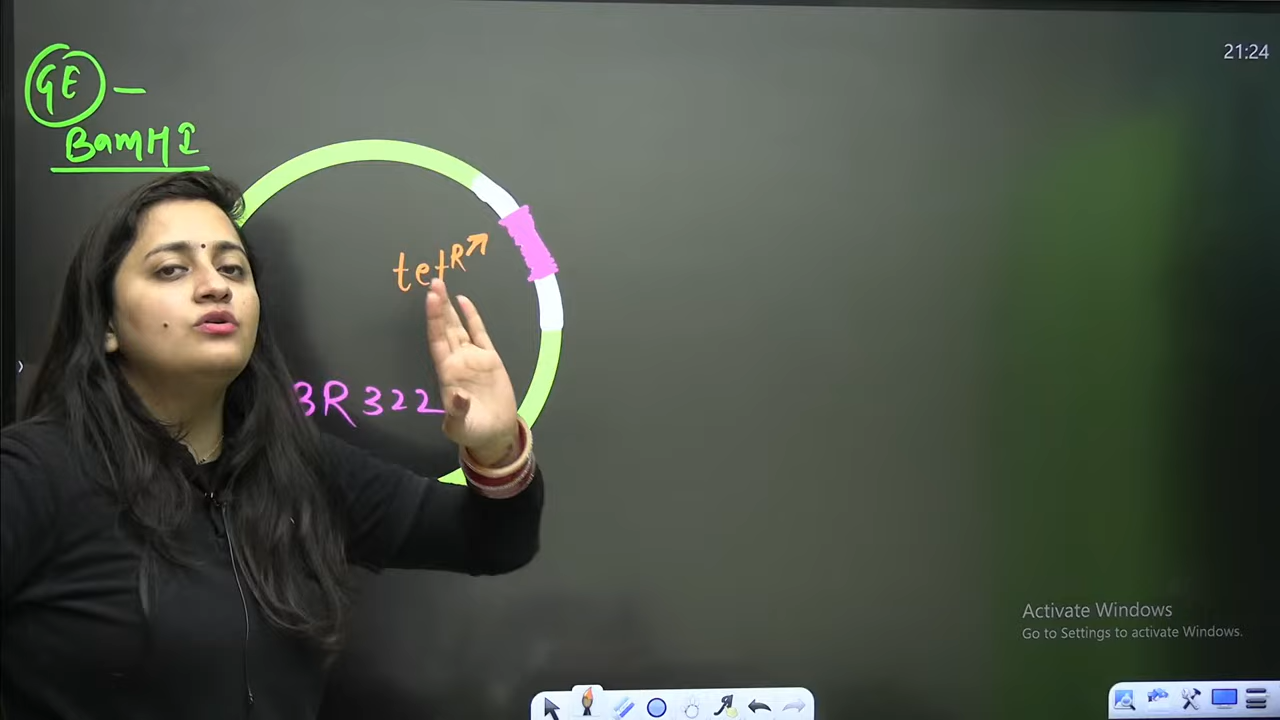 GE -
BamHI
21:24
tetR
BR322
Activate Windows
Go to Settings to activate Windows.